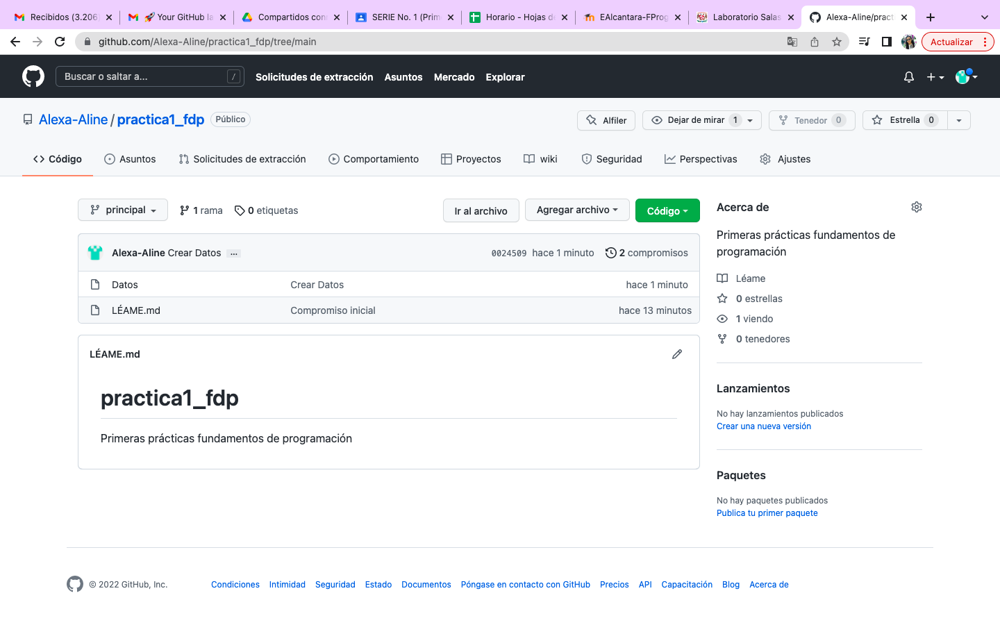 Recibidos (3.206
🚀 Your GitHub la
Compartidos con
SERIE No. 1 (Prim
Horario - Hojas de
EAlcantara-FProg
Laboratorio Salas
Alexa-Aline/pract
github.com/Alexa-Aline/practica1_fdp/tree/main
Actualizar
Buscar o saltar a...
/
Solicitudes de extracción
Asuntos
Mercado
Explorar
Alexa-Aline / practica1_fdp
Público
Alfiler
Dejar de mirar 1
Tenedor 0
Estrella 0
Código
Asuntos
Solicitudes de extracción
Comportamiento
Proyectos
wiki
Seguridad
Perspectivas
Ajustes
principal
1 rama
0 etiquetas
Ir al archivo
Agregar archivo
Código
Alexa-Aline Crear Datos ...
0024509 hace 1 minuto
2 compromisos
Datos
Crear Datos
hace 1 minuto
LÉAME.md
Compromiso inicial
hace 13 minutos
LÉAME.md
practica1_fdp
Primeras prácticas fundamentos de programación
Acerca de
Primeras prácticas fundamentos de
programación
Léame
0 estrellas
1 viendo
0 tenedores
Lanzamientos
No hay lanzamientos publicados
Crear una nueva versión
Paquetes
No hay paquetes publicados
Publica tu primer paquete
© 2022 GitHub, Inc.
Condiciones
Intimidad
Seguridad
Estado
Documentos
Póngase en contacto con GitHub
Precios
API
Capacitación
Blog
Acerca de